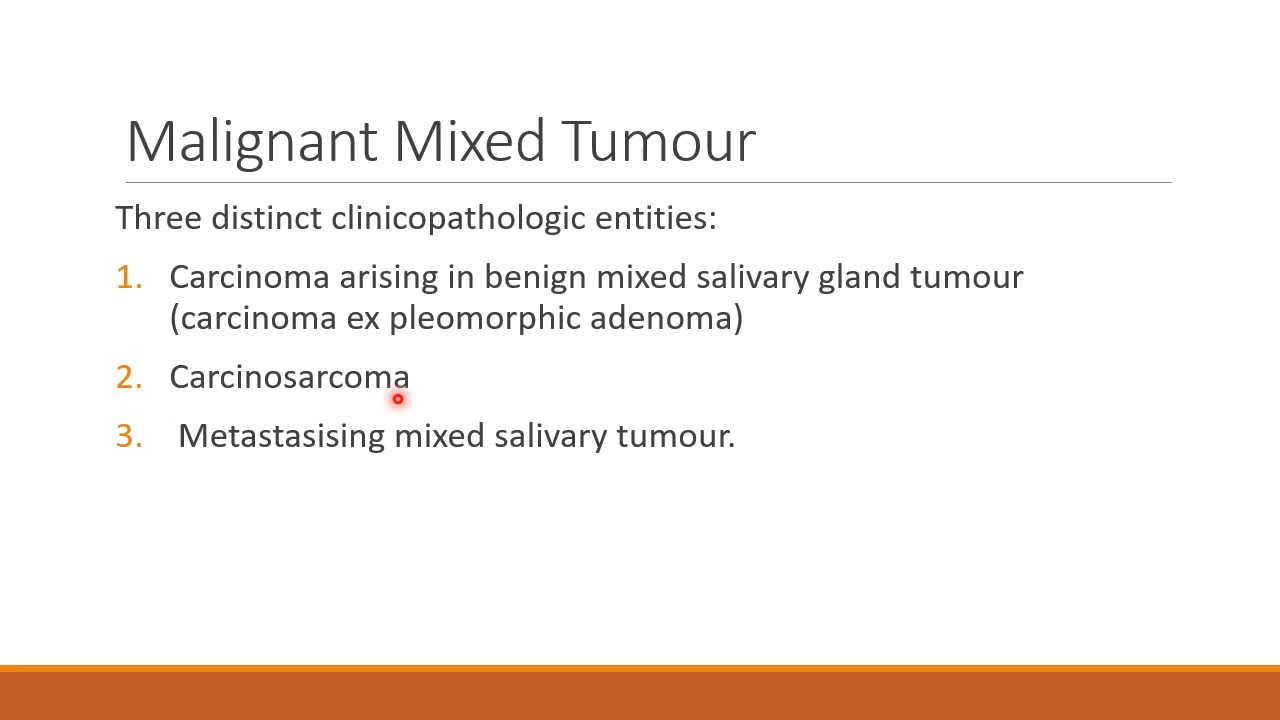 Malignant Mixed Tumour
Three distinct clinicopathologic entities:
1. Carcinoma arising in benign mixed salivary gland tumour
(carcinoma ex pleomorphic adenoma)
2. Carcinosarcoma
3. Metastasising mixed salivary tumour.